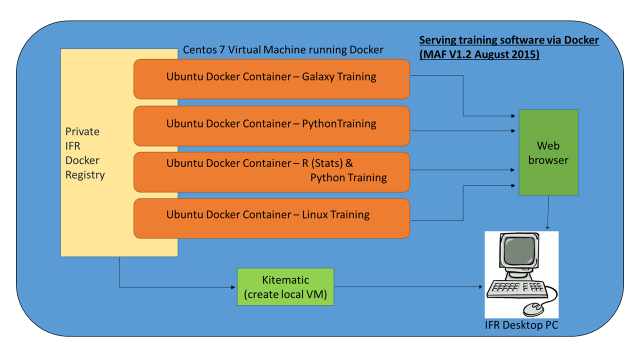 Centos 7 Virtual Machine running Docker
Serving training software via Docker
(MAF V1.2 August 2015)
Private
IFR
Docker
Registry
Ubuntu Docker Container – Galaxy Training
Ubuntu Docker Container – PythonTraining
Ubuntu Docker Container – R (Stats) &
Python Training
Ubuntu Docker Container – Linux Training
Web
browser
Kitematic
(create local VM)
IFR Desktop PC